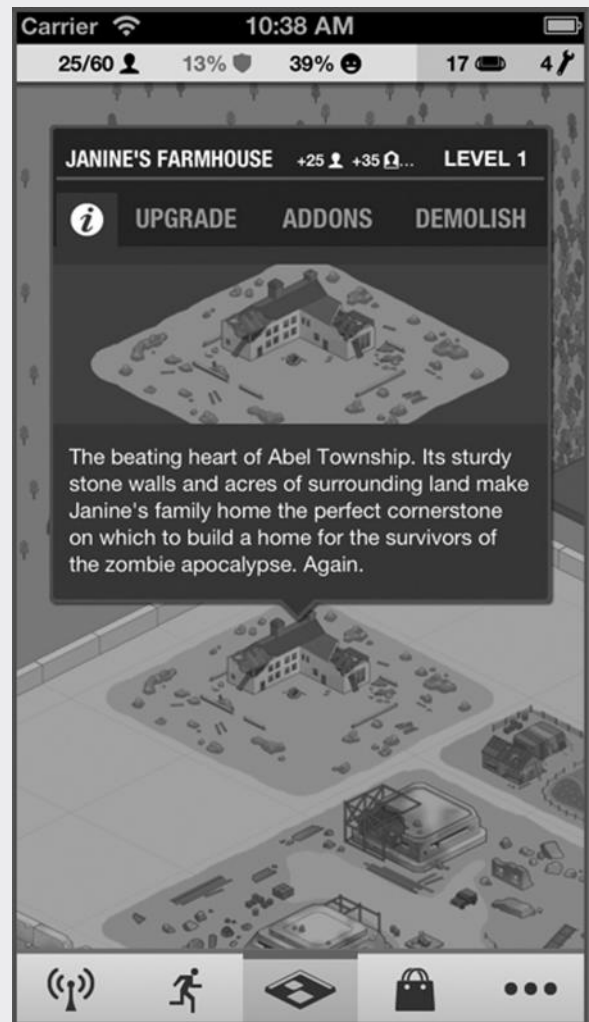 Carrier 10:38 AM
25/60 13% 39% 17 4
JANINE'S FARMHOUSE +25 +35 ... LEVEL 1
i UPGRADE ADDONS DEMOLISH
The beating heart of Abel Township. Its sturdy
stone walls and acres of surrounding land make
Janine's family home the perfect cornerstone
on which to build a home for the survivors of
the zombie apocalypse. Again.